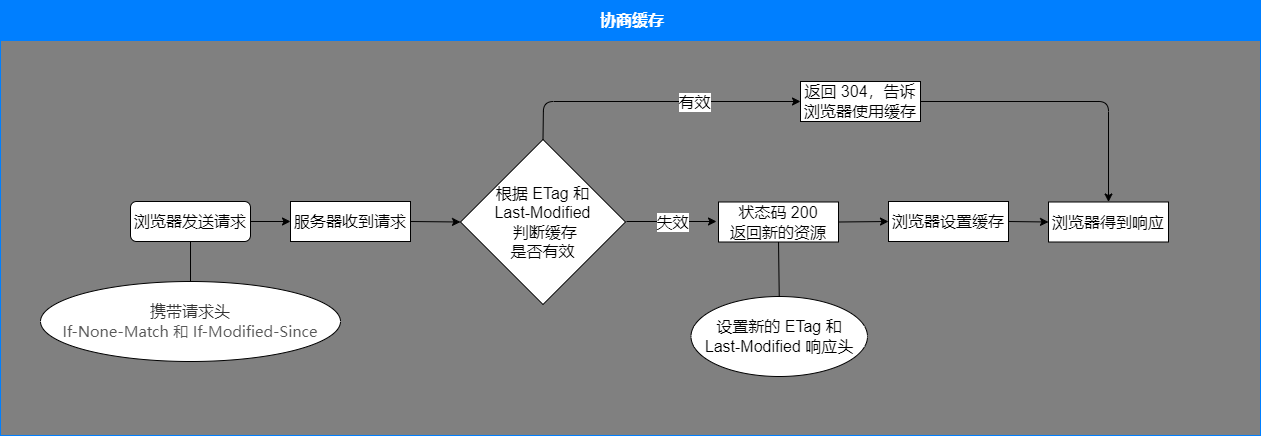 协商缓存
有效
返回 304，告诉
浏览器使用缓存
浏览器发送请求
服务器收到请求
根据 ETag 和
Last-Modified
判断缓存
是否有效
失效
状态码 200
返回新的资源
浏览器设置缓存
浏览器得到响应
携带请求头
If-None-Match 和 If-Modified-Since
设置新的 ETag 和
Last-Modified 响应头